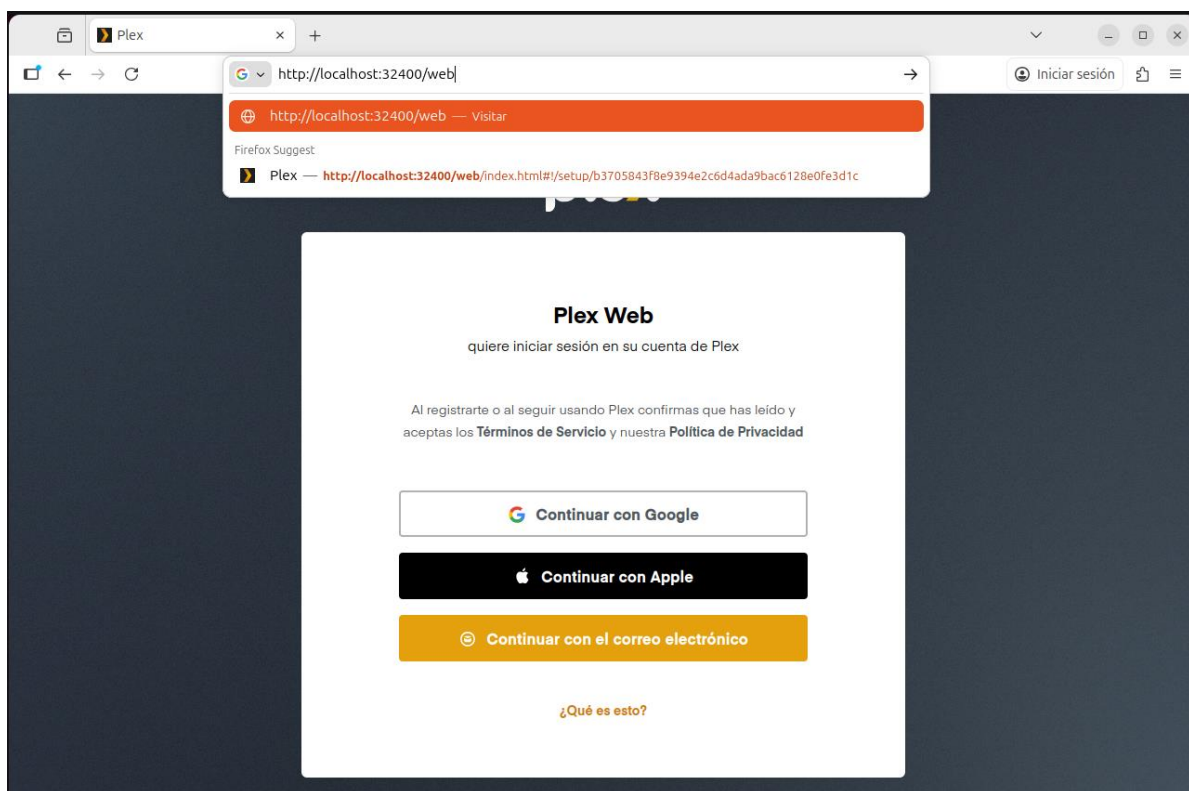 Plex
http://localhost:32400/web
Iniciar sesión
http://localhost:32400/web — Visitar
Firefox Suggest
Plex — http://localhost:32400/web/index.html#!/setup/b3705843f8e9394e2c6d4ada9bac6128e0fe3d1c
Plex Web
quiere iniciar sesión en su cuenta de Plex
Al registrarte o al seguir usando Plex confirmas que has leído y
aceptas los Términos de Servicio y nuestra Política de Privacidad
Continuar con Google
Continuar con Apple
Continuar con el correo electrónico
¿Qué es esto?